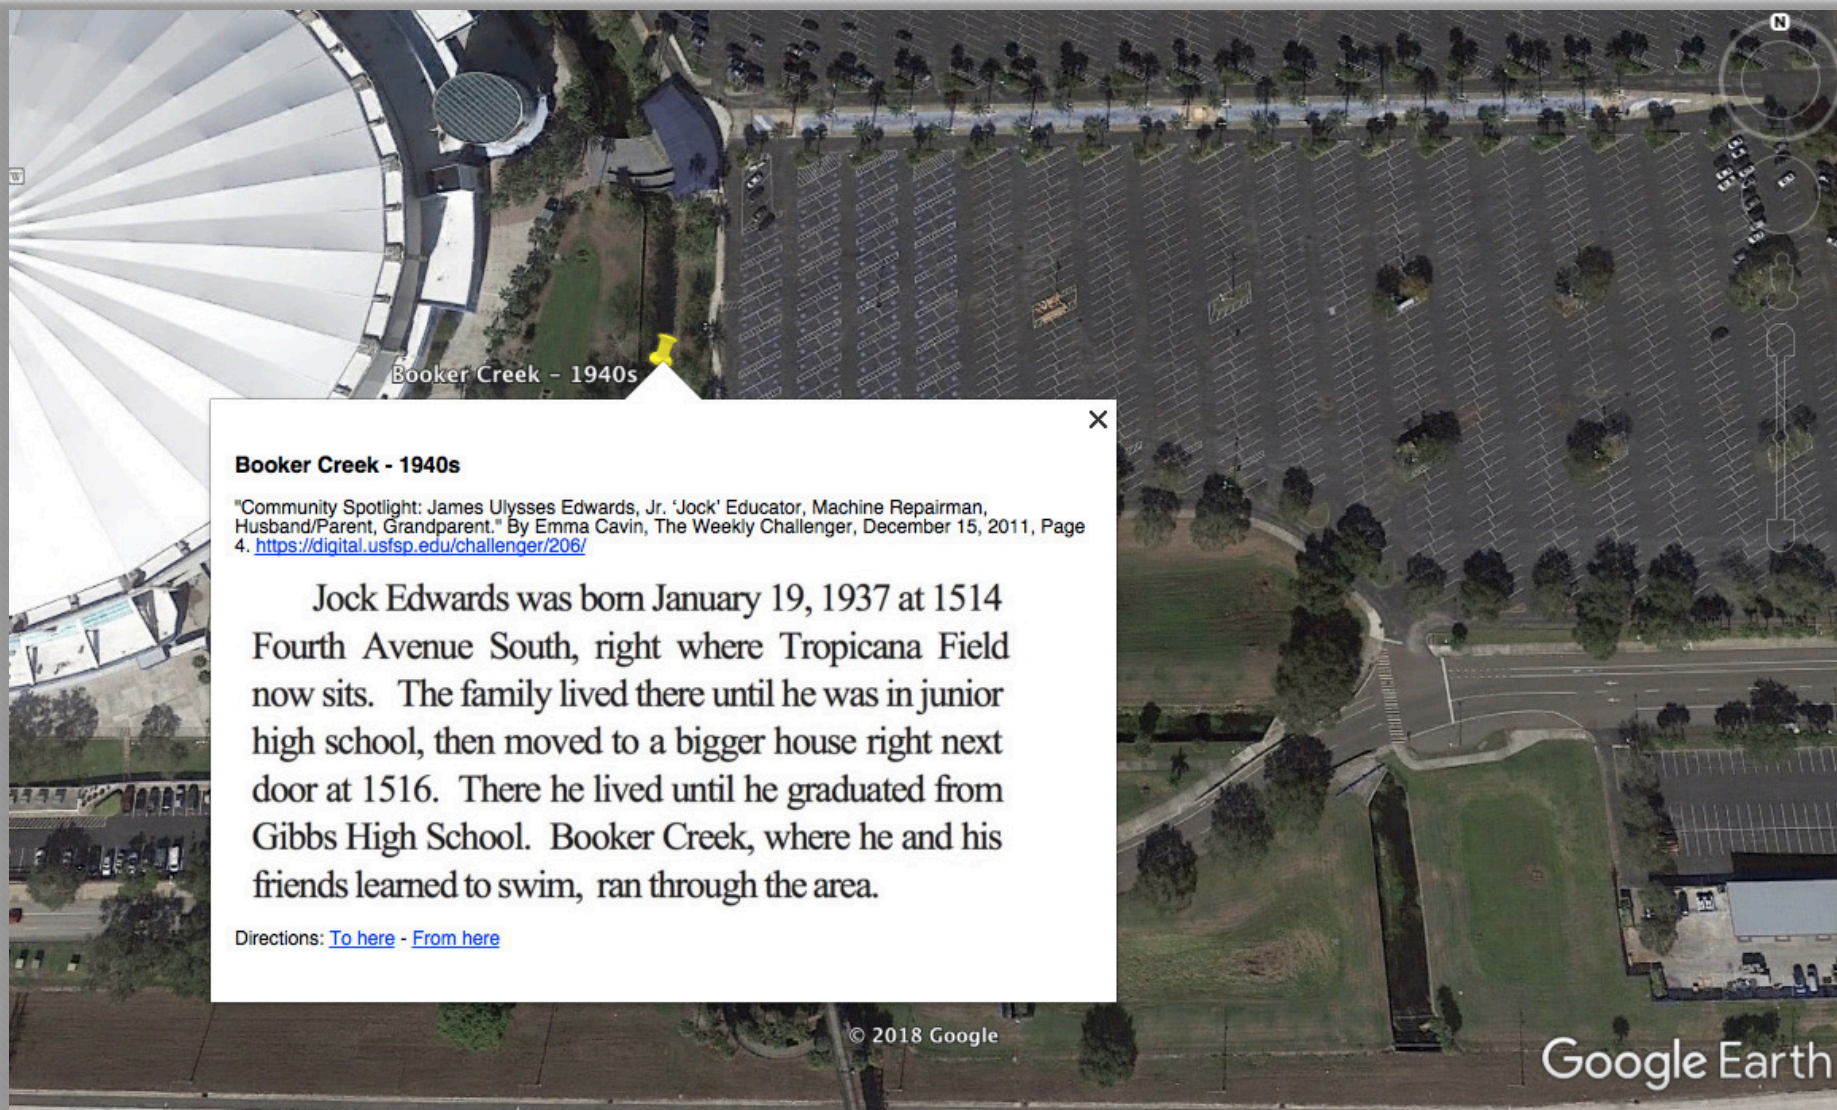 N
W
Booker Creek – 1940s
Booker Creek - 1940s
"Community Spotlight: James Ulysses Edwards, Jr. ‘Jock’ Educator, Machine Repairman,
Husband/Parent, Grandparent." By Emma Cavin, The Weekly Challenger, December 15, 2011, Page
4. https://digital.usfsp.edu/challenger/206/
Jock Edwards was born January 19, 1937 at 1514
Fourth Avenue South, right where Tropicana Field
now sits. The family lived there until he was in junior
high school, then moved to a bigger house right next
door at 1516. There he lived until he graduated from
Gibbs High School. Booker Creek, where he and his
friends learned to swim, ran through the area.
Directions: To here - From here
© 2018 Google
Google Earth